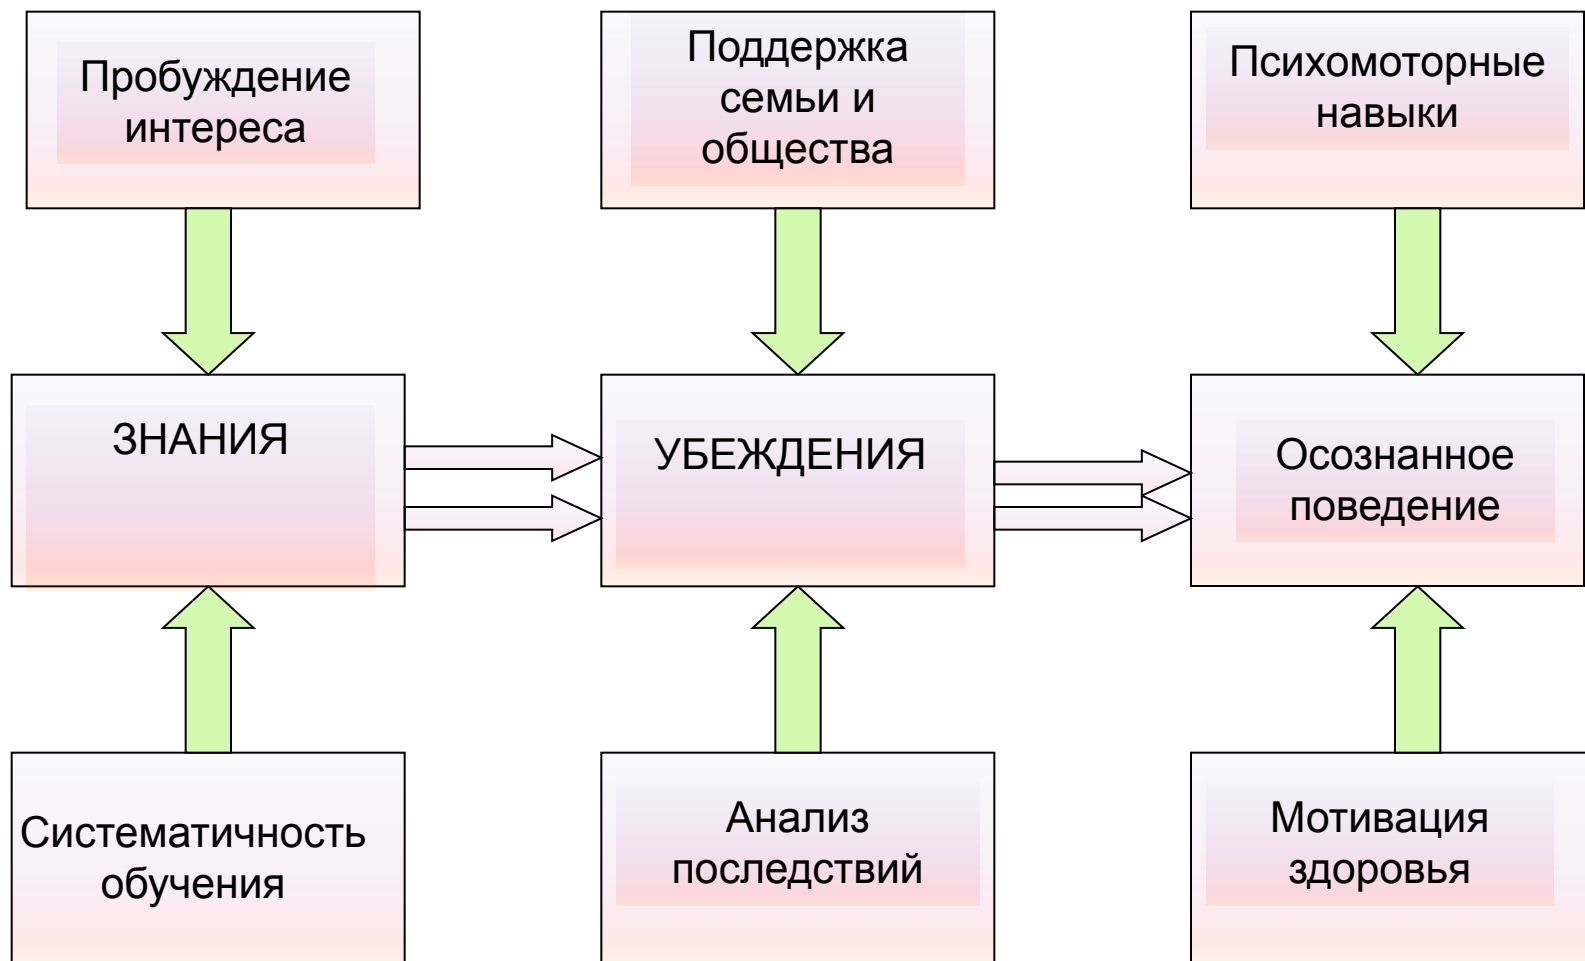 Пробуждение
интереса
Поддержка
семьи и
общества
Психомоторные
навыки
ЗНАНИЯ
УБЕЖДЕНИЯ
Осознанное
поведение
Систематичность
обучения
Анализ
последствий
Мотивация
здоровья